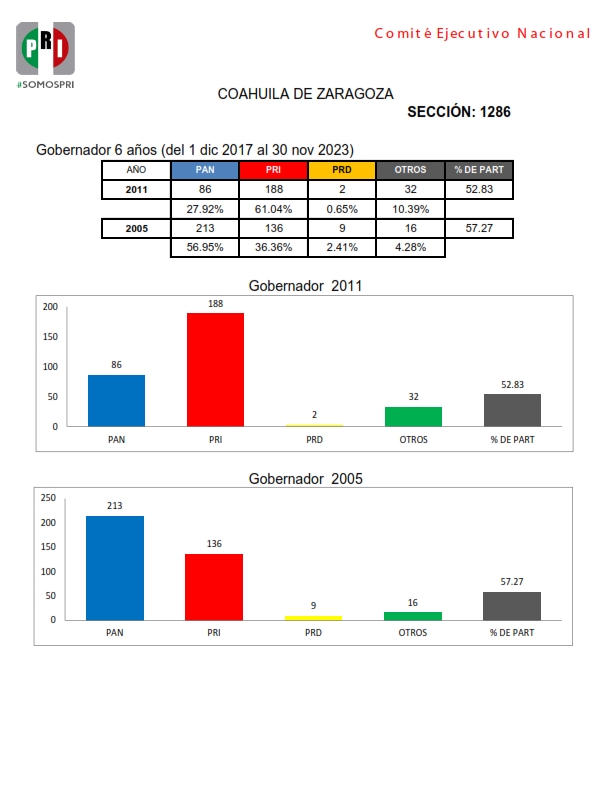 Comité Ejecutivo Nacional
PRI
#SOMOSPRI
COAHUILA DE ZARAGOZA
SECCIÓN: 1286
Gobernador 6 años (del 1 dic 2017 al 30 nov 2023)
AÑO PAN PRI PRD OTROS % DE PART
2011 86 188 2 32 52.83
27.92% 61.04% 0.65% 10.39%
2005 213 136 9 16 57.27
56.95% 36.36% 2.41% 4.28%
Gobernador 2011
200
150
100
50
0
86 188 2 32 52.83
PAN PRI PRD OTROS % DE PART
Gobernador 2005
250
200
150
100
50
0
213 136 9 16 57.27
PAN PRI PRD OTROS % DE PART